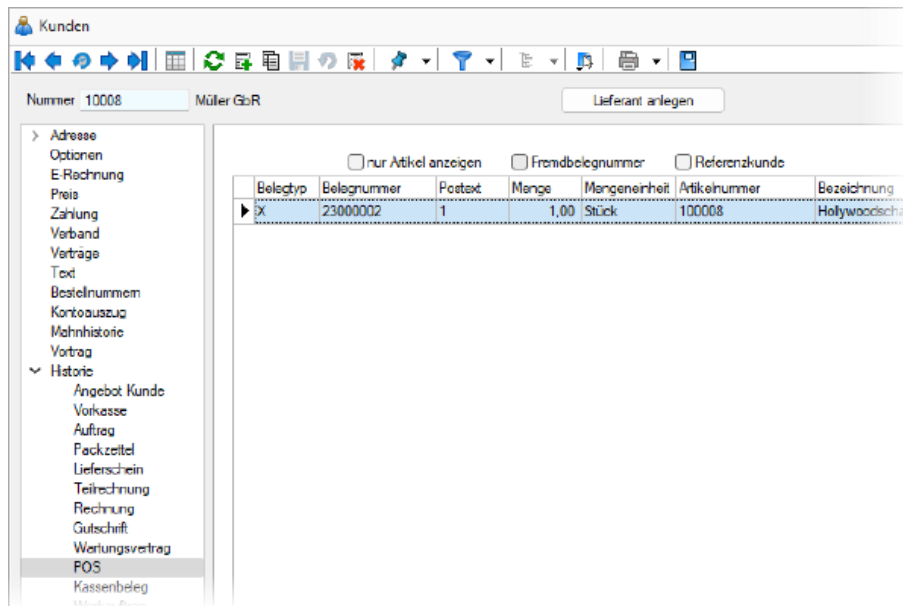 Kunden
Nummer 10008 Müller GbR Lieferant anlegen
Adresse
Optionen
E-Rechnung
Preis
Zahlung
Verband
Verträge
Text
Bestellnummern
Kontoauszug
Mahnhistorie
Vortrag
Historie
Angebot Kunde
Vorkasse
Auftrag
Packzettel
Lieferschein
Teilrechnung
Rechnung
Gutschrift
Wartungsvertrag
POS
Kassenbeleg
nur Artikel anzeigen Fremdbelegnummer Referenzkunde
Belegtyp Belegnummer Postext Menge Mengeneinheit Artikelnummer Bezeichnung
X 23000002 1 1,00 Stück 100008 Hollywoodscha